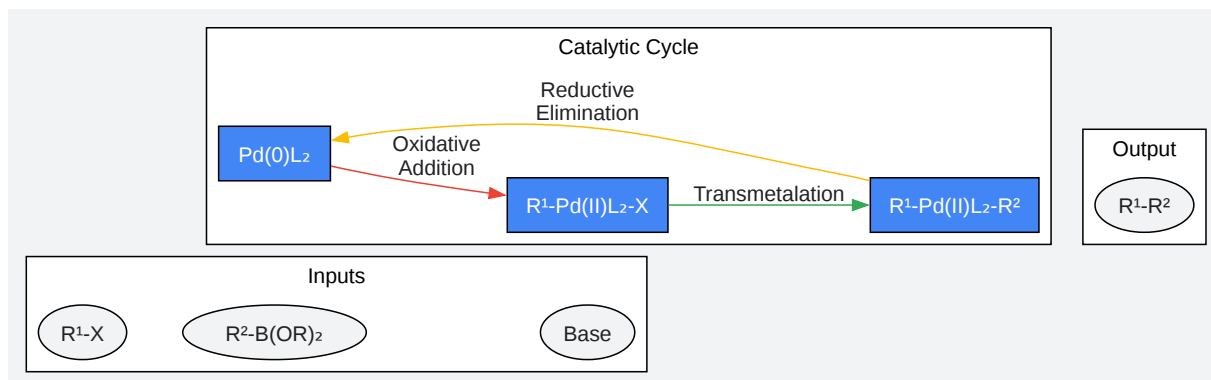 Catalytic Cycle
Reductive
Elimination
Pd(0)L₂
Oxidative
Addition
R¹-Pd(II)L₂-X
Transmetalation
R¹-Pd(II)L₂-R²
Output
R¹-R²
Inputs
R¹-X
R²-B(OR)₂
Base